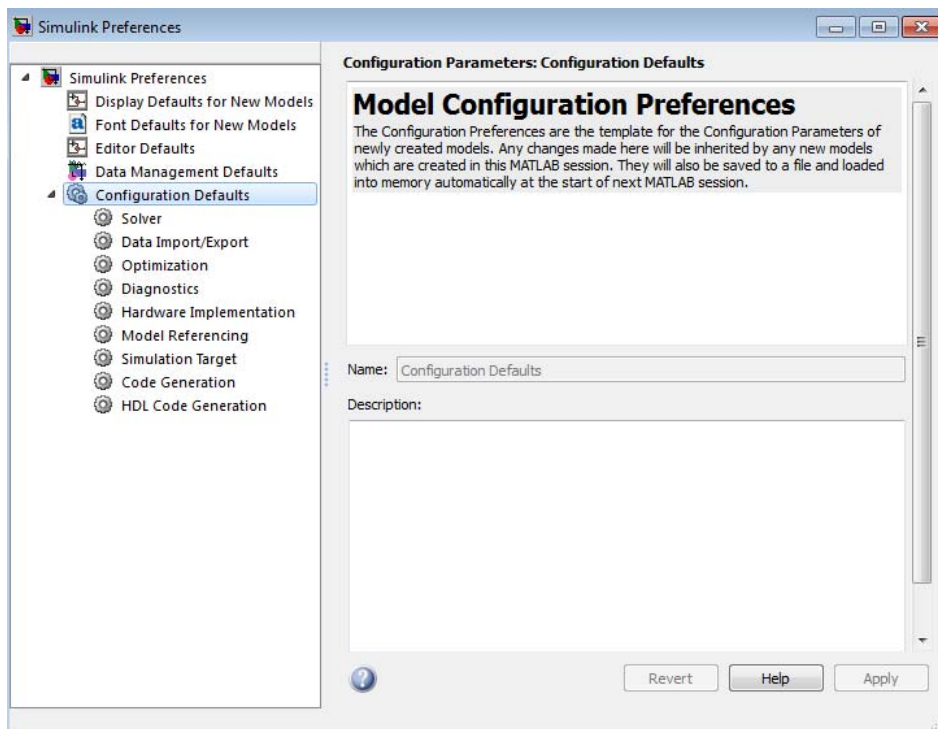 Simulink Preferences
Simulink Preferences
Display Defaults for New Models
Font Defaults for New Models
Editor Defaults
Data Management Defaults
Configuration Defaults
Solver
Data Import/Export
Optimization
Diagnostics
Hardware Implementation
Model Referencing
Simulation Target
Code Generation
HDL Code Generation
Configuration Parameters: Configuration Defaults
Model Configuration Preferences
The Configuration Preferences are the template for the Configuration Parameters of
newly created models. Any changes made here will be inherited by any new models
which are created in this MATLAB session. They will also be saved to a file and loaded
into memory automatically at the start of next MATLAB session.
Name: Configuration Defaults
Description:
Revert Help Apply